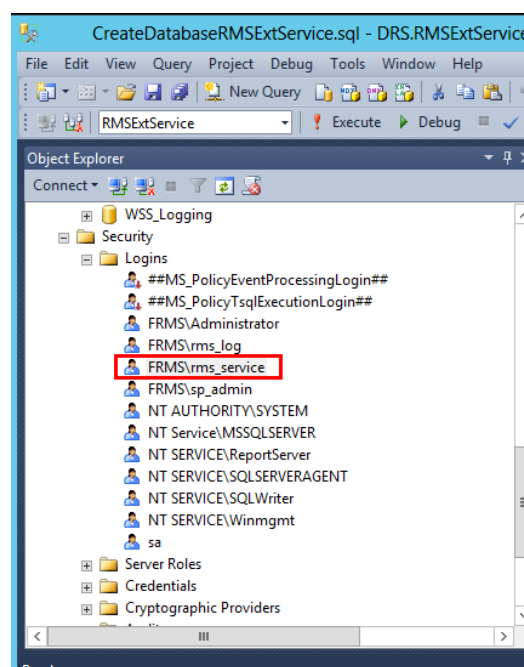 CreateDatabaseRMSExtService.sql - DRS.RMSExtService
File Edit View Query Project Debug Tools Window Help
New Query Execute Debug
RMSExtService
Object Explorer
Connect
WSS_Logging
Security
Logins
##MS_PolicyEventProcessingLogin##
##MS_PolicyTsqlExecutionLogin##
FRMS\Administrator
FRMS\rms_log
FRMS\rms_service
FRMS\sp_admin
NT AUTHORITY\SYSTEM
NT Service\MSSQLSERVER
NT SERVICE\ReportServer
NT SERVICE\SQLSERVERAGENT
NT SERVICE\SQLWriter
NT SERVICE\Winmgmt
sa
Server Roles
Credentials
Cryptographic Providers